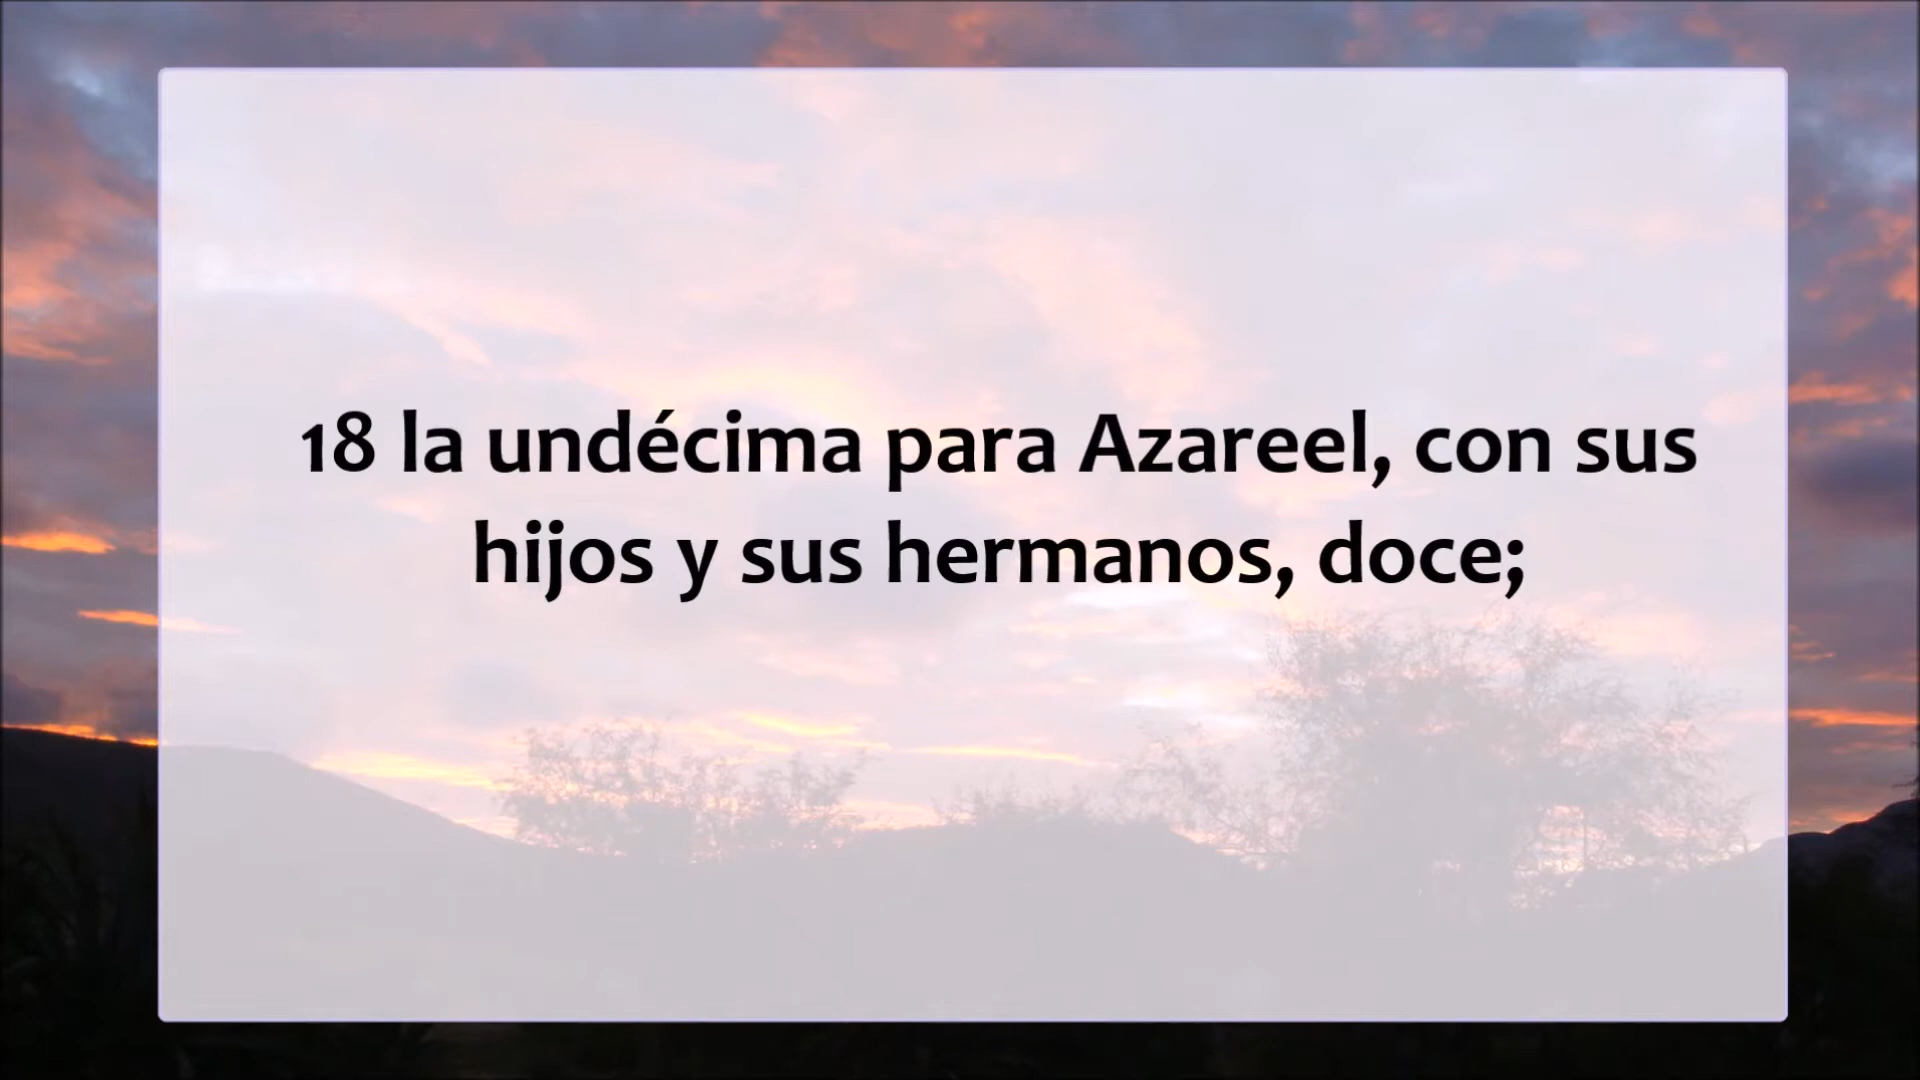 18 la undécima para Azareel, con sus
hijos y sus hermanos, doce;